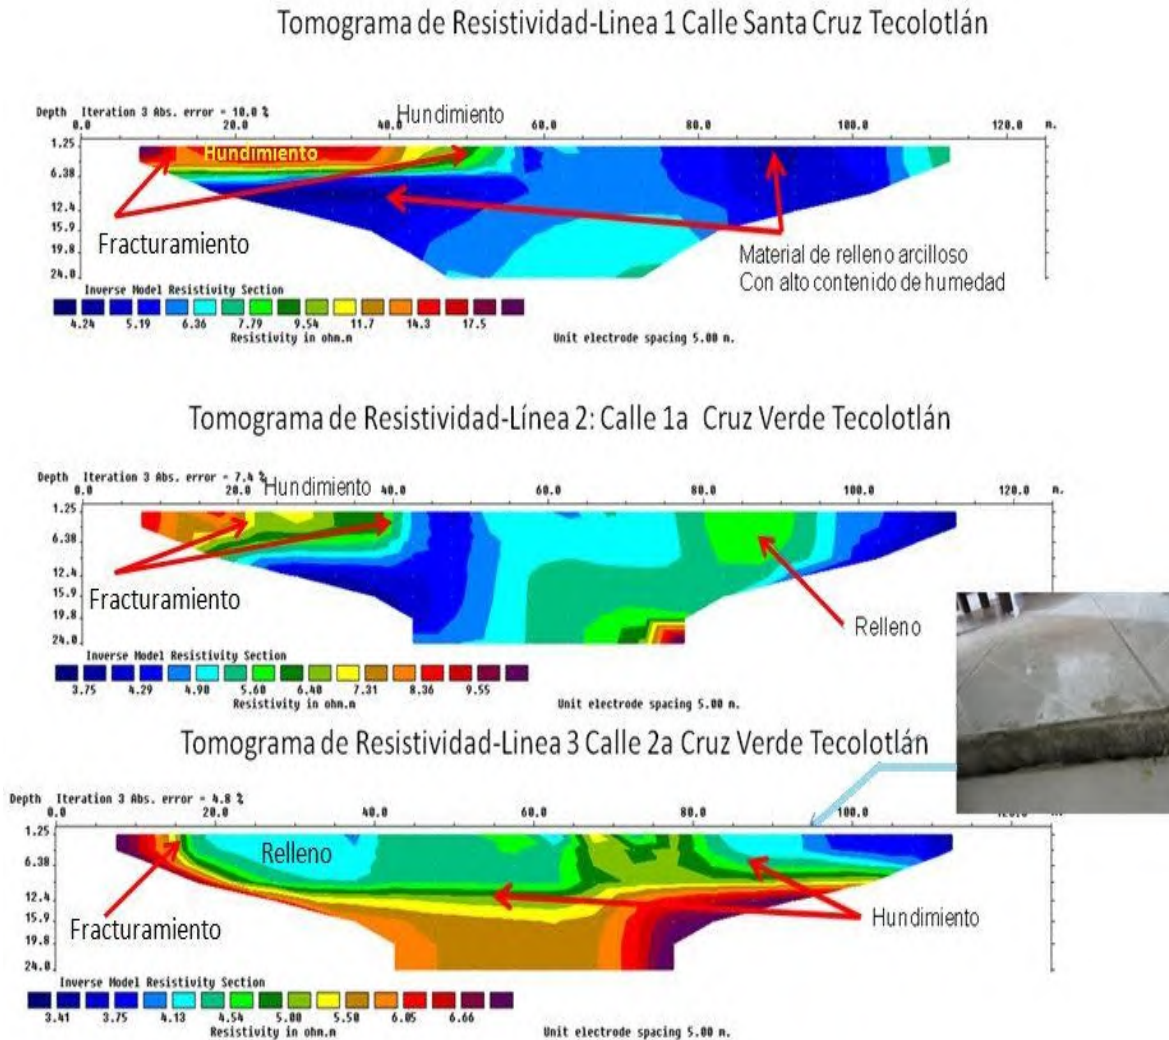 Tomograma de Resistividad-Linea 1 Calle Santa Cruz Tecolotlán
Depth Iteration 3 Abs. error = 10.0 %
Hundimiento
0.0 20.0 40.0 60.0 80.0 100.0 120.0 m.
1.25
Hundimiento
6.38
12.4
15.9
19.8
24.0
Fracturamiento
Material de relleno arcilloso
Con alto contenido de humedad
Inverse Model Resistivity Section
4.24 5.19 6.36 7.79 9.54 11.7 14.3 17.5
Resistivity in ohm.m
Unit electrode spacing 5.00 m.
Tomograma de Resistividad-Línea 2: Calle 1a Cruz Verde Tecolotlán
Depth Iteration 3 Abs. error = 7.4 %
Hundimiento
0.0 20.0 40.0 60.0 80.0 100.0 120.0 m.
1.25
6.38
12.4
15.9
19.8
24.0
Fracturamiento
Relleno
Inverse Model Resistivity Section
3.75 4.29 4.90 5.60 6.40 7.31 8.36 9.55
Resistivity in ohm.m
Unit electrode spacing 5.00 m.
Tomograma de Resistividad-Linea 3 Calle 2a Cruz Verde Tecolotlán
Depth Iteration 3 Abs. error = 4.8 %
0.0 20.0 40.0 60.0 80.0 100.0 120.0 m.
1.25
Relleno
6.38
12.4
15.9
19.8
24.0
Fracturamiento
Hundimiento
Inverse Model Resistivity Section
3.41 3.75 4.13 4.54 5.00 5.50 6.05 6.66
Resistivity in ohm.m
Unit electrode spacing 5.00 m.